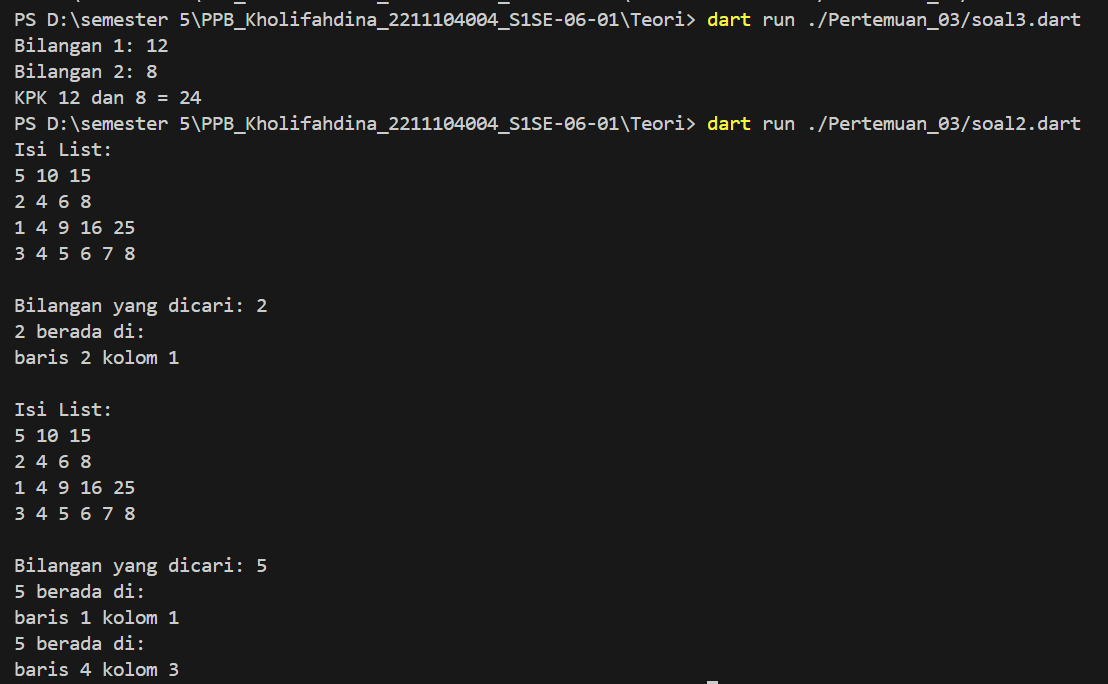 PS D:\semester 5\PPB_Kholifahdina_2211104004_S1SE-06-01\Teori> dart run ./Pertemuan_03/soal3.dart
Bilangan 1: 12
Bilangan 2: 8
KPK 12 dan 8 = 24
PS D:\semester 5\PPB_Kholifahdina_2211104004_S1SE-06-01\Teori> dart run ./Pertemuan_03/soal2.dart
Isi List:
5 10 15
2 4 6 8
1 4 9 16 25
3 4 5 6 7 8

Bilangan yang dicari: 2
2 berada di:
baris 2 kolom 1

Isi List:
5 10 15
2 4 6 8
1 4 9 16 25
3 4 5 6 7 8

Bilangan yang dicari: 5
5 berada di:
baris 1 kolom 1
5 berada di:
baris 4 kolom 3